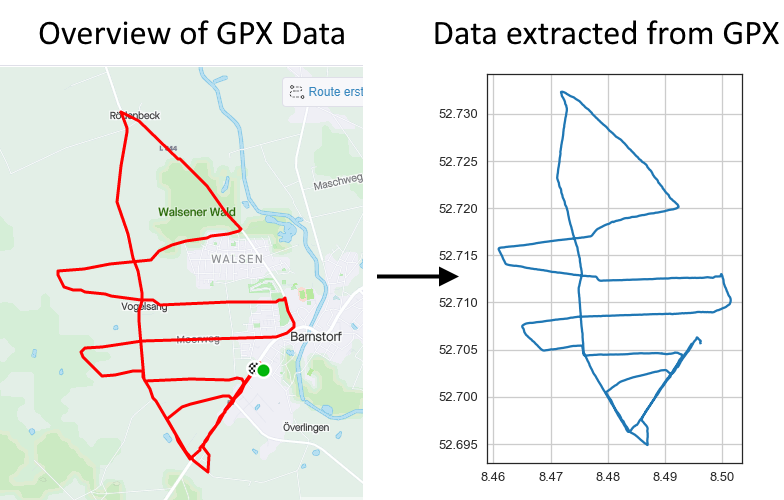 Overview of GPX Data
Data extracted from GPX
Route erst
Rödenbeck
L 344
Maschweg
Walsener Wald
WALSEN
Vogelsang
Moorweg
Barnstorf
Överlingen
52.730
52.725
52.720
52.715
52.710
52.705
52.700
52.695
8.46 8.47 8.48 8.49 8.50